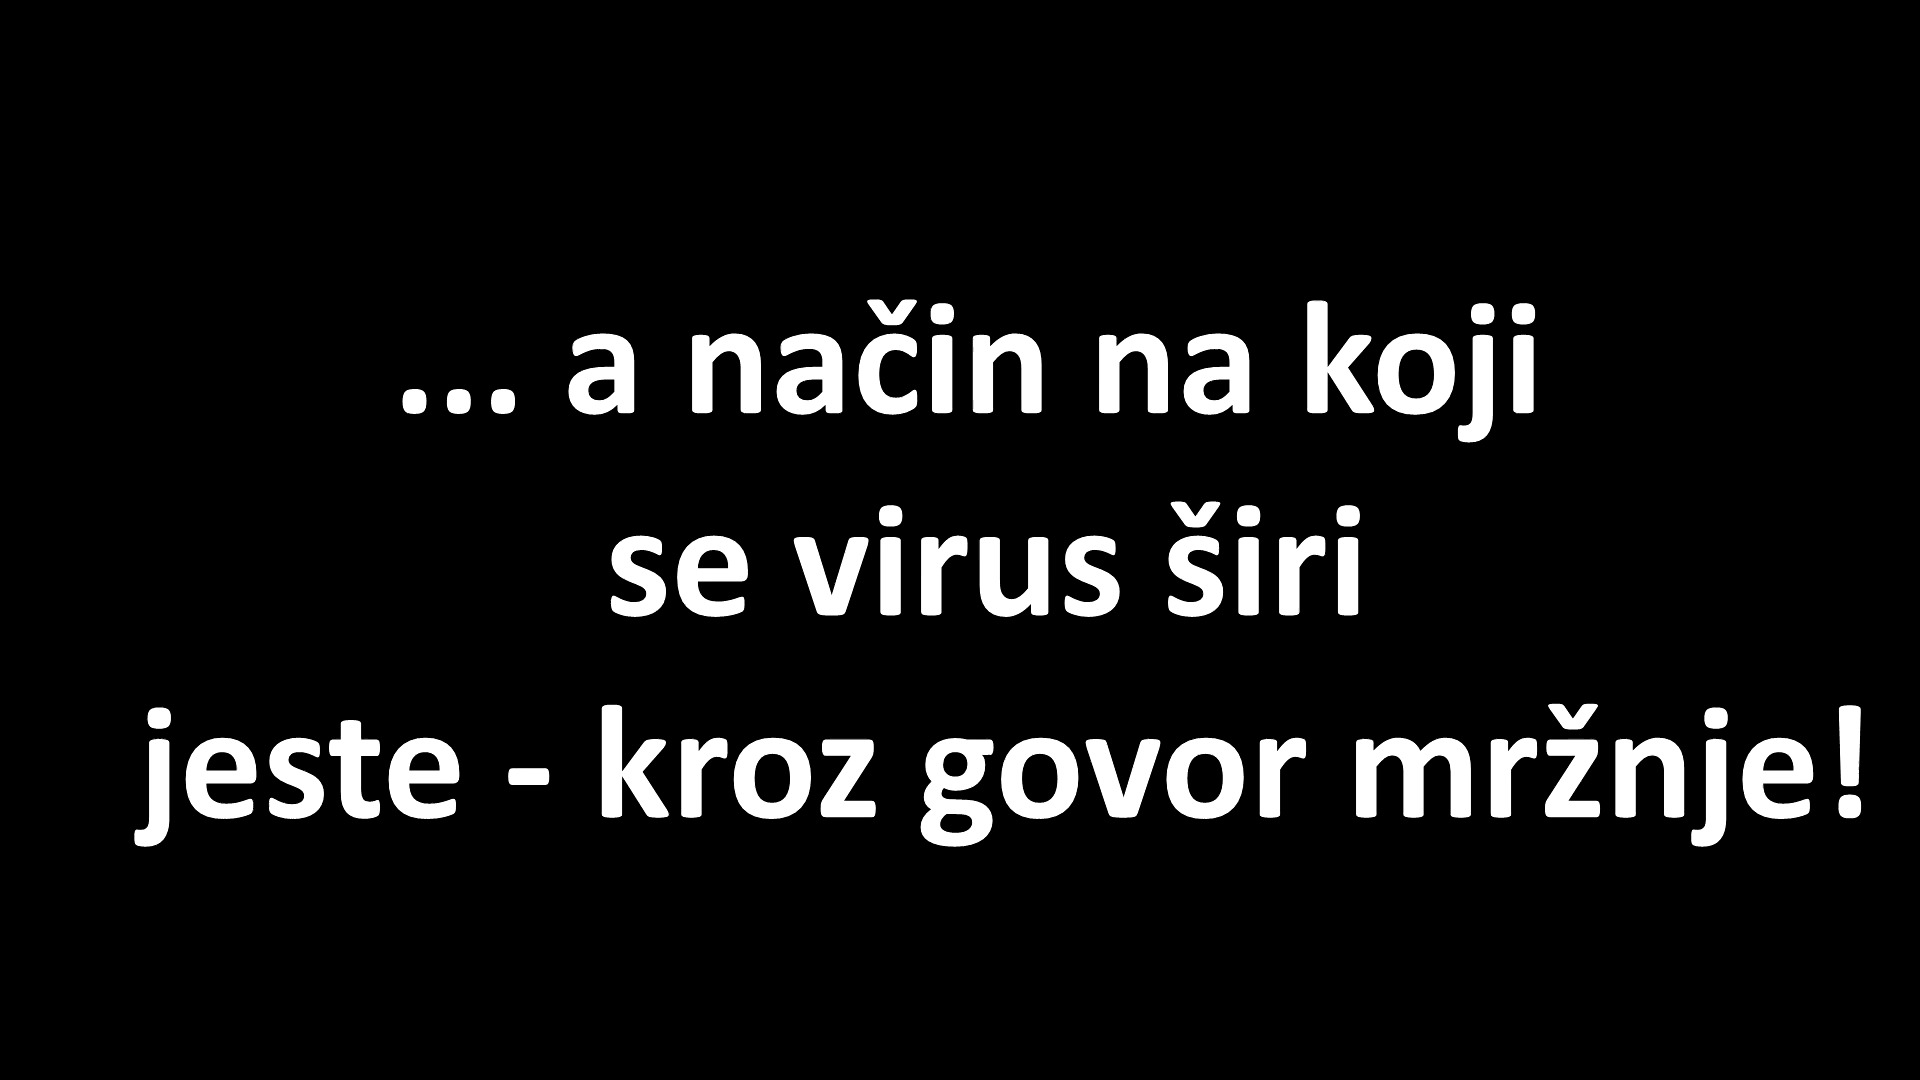 ... a način na koji
se virus širi
jeste - kroz govor mržnje!